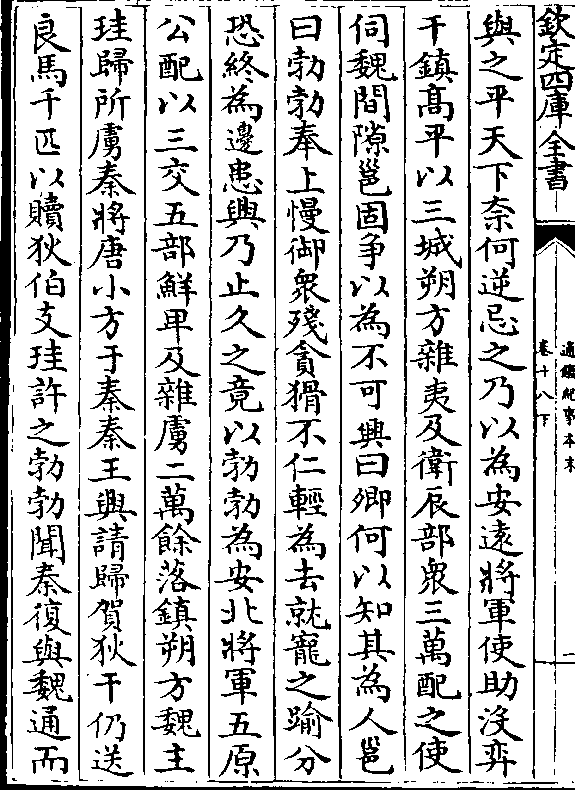 欽定四庫全書
通鑑紀事本末
卷十八下
二
與之平天下奈何逆忌之乃以為安遠將軍使助没弈
干鎮髙平以三城朔方雜夷及衛辰部衆三萬配之使
伺魏間隙邕固争以為不可興曰卿何以知其為人邕
曰勃勃奉上慢御衆殘貪猾不仁輕為去就寵之踰分
恐終為邊患興乃止久之竟以勃勃為安北將軍五原
公配以三交五部鮮卑及雜虜二萬餘落鎮朔方魏主
珪歸所虜秦將唐小方于秦秦王興請歸賀狄干仍送
良馬千匹以贖狄伯支珪許之勃勃聞秦復與魏通而